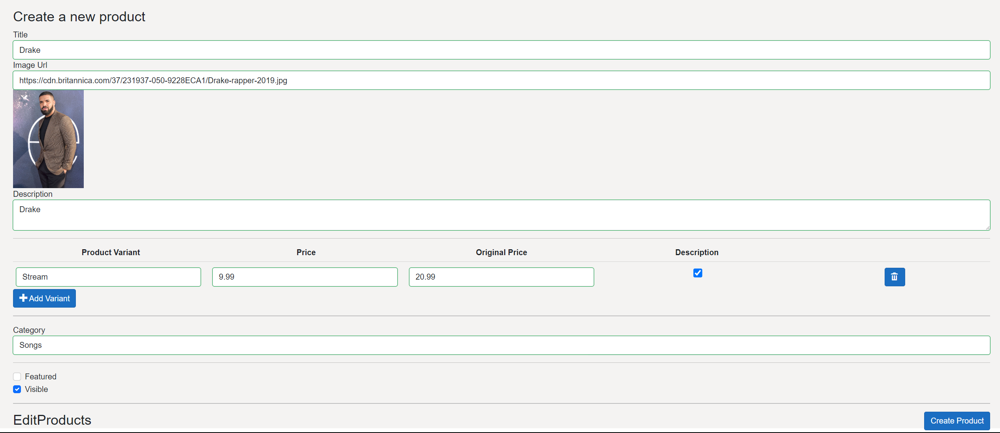 Create a new product
Title
Drake
Image Url
https://cdn.britannica.com/37/231937-050-9228ECA1/Drake-rapper-2019.jpg
Description
Drake
Product Variant Price Original Price Description
Stream 9.99 20.99
Add Variant
Category
Songs
Featured
Visible
EditProducts Create Product